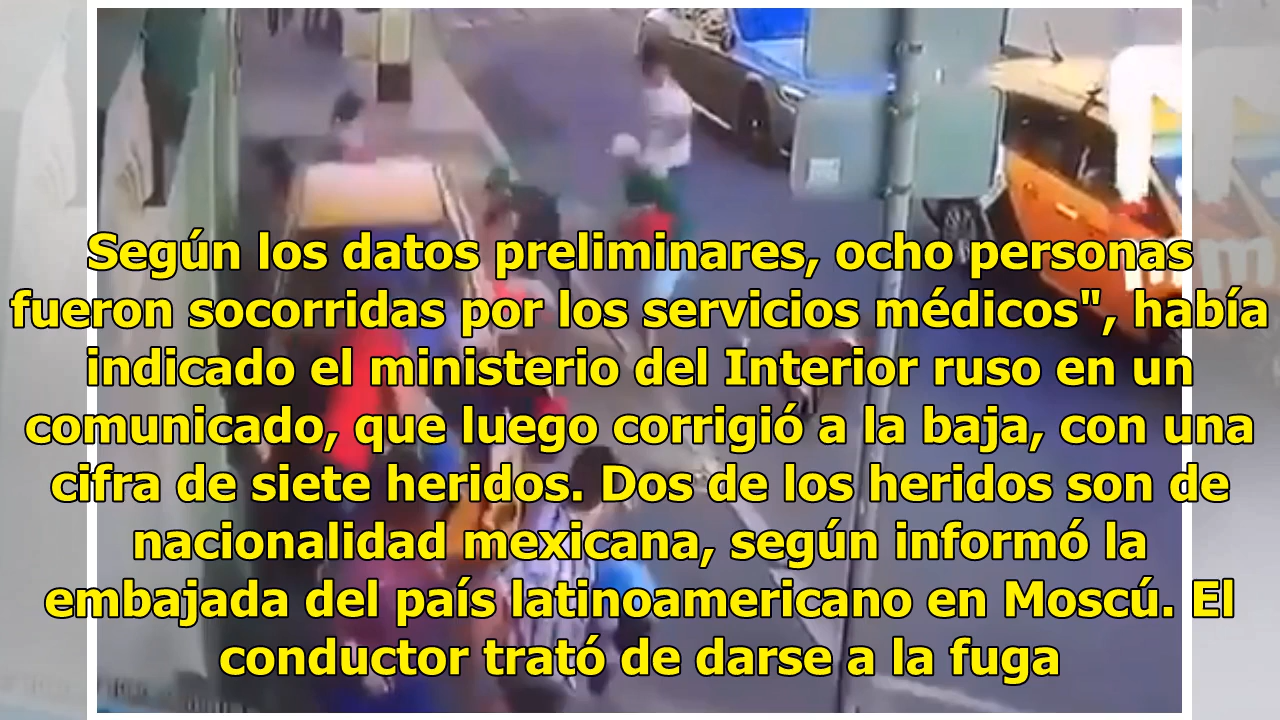 Según los datos preliminares, ocho personas
fueron socorridas por los servicios médicos", había
indicado el ministerio del Interior ruso en un
comunicado, que luego corrigió a la baja, con una
cifra de siete heridos. Dos de los heridos son de
nacionalidad mexicana, según informó la
embajada del país latinoamericano en Moscú. El
conductor trató de darse a la fuga